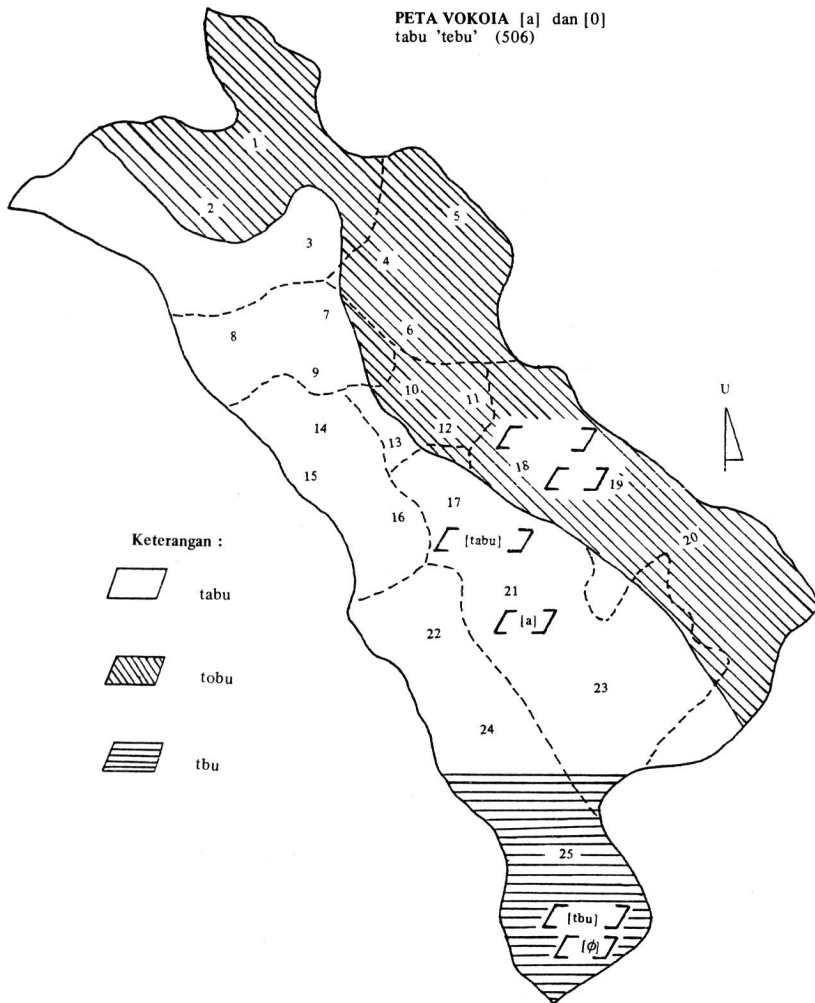 PETA VOKOIA [a] dan [0]
tabu 'tebu' (506)
1
2
5
3
4
7
6
8
9
10
11
U
14
12
13
18
15
19
17
16
[tabu]
20
Keterangan :
21
tabu
[a]
22
23
tobu
24
tbu
25
[tbu]
[ϕ]